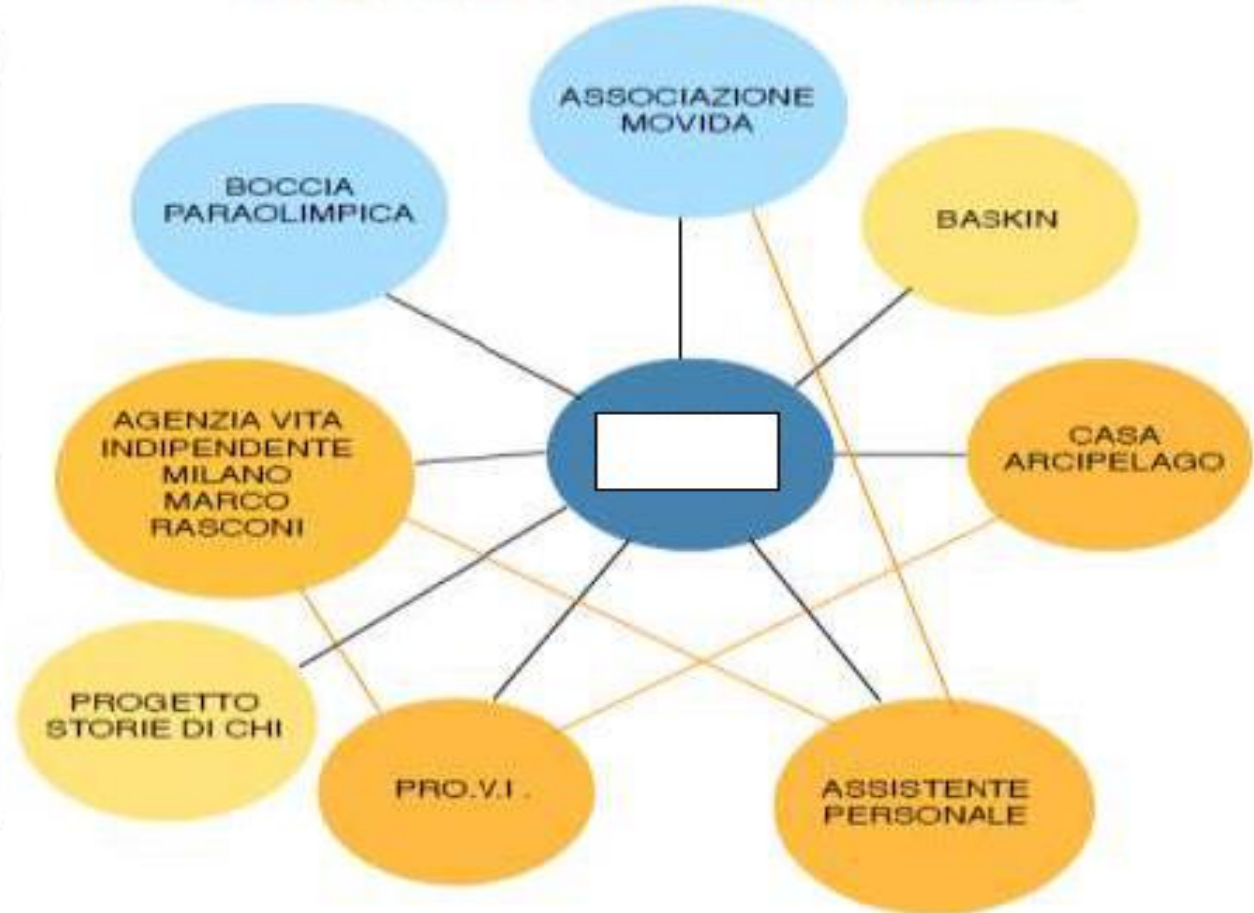 ASSOCIAZIONE
MOVIDA
BOCCIA
PARAOLIMPICA
BASKIN
AGENZIA VITA
INDIPENDENTE
MILANO
MARCO
RASCONI
CASA
ARCIPELAGO
PROGETTO
STORIE DI CHI
PRO.V.I .
ASSISTENTE
PERSONALE